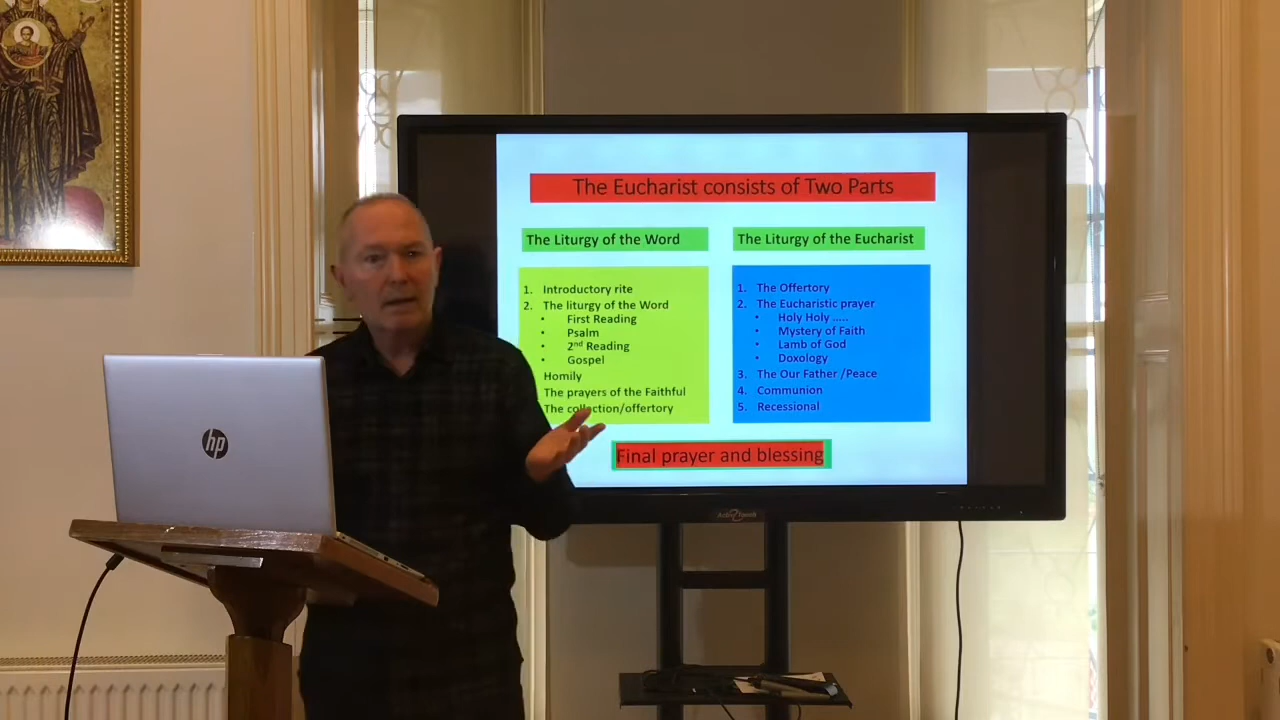 The Eucharist consists of Two Parts
The Liturgy of the Word
1. Introductory rite
2. The liturgy of the Word
• First Reading
• Psalm
• 2nd Reading
• Gospel
Homily
The prayers of the Faithful
The collection/offertory
The Liturgy of the Eucharist
1. The Offertory
2. The Eucharistic prayer
• Holy Holy .....
• Mystery of Faith
• Lamb of God
• Doxology
3. The Our Father /Peace
4. Communion
5. Recessional
Final prayer and blessing
hp